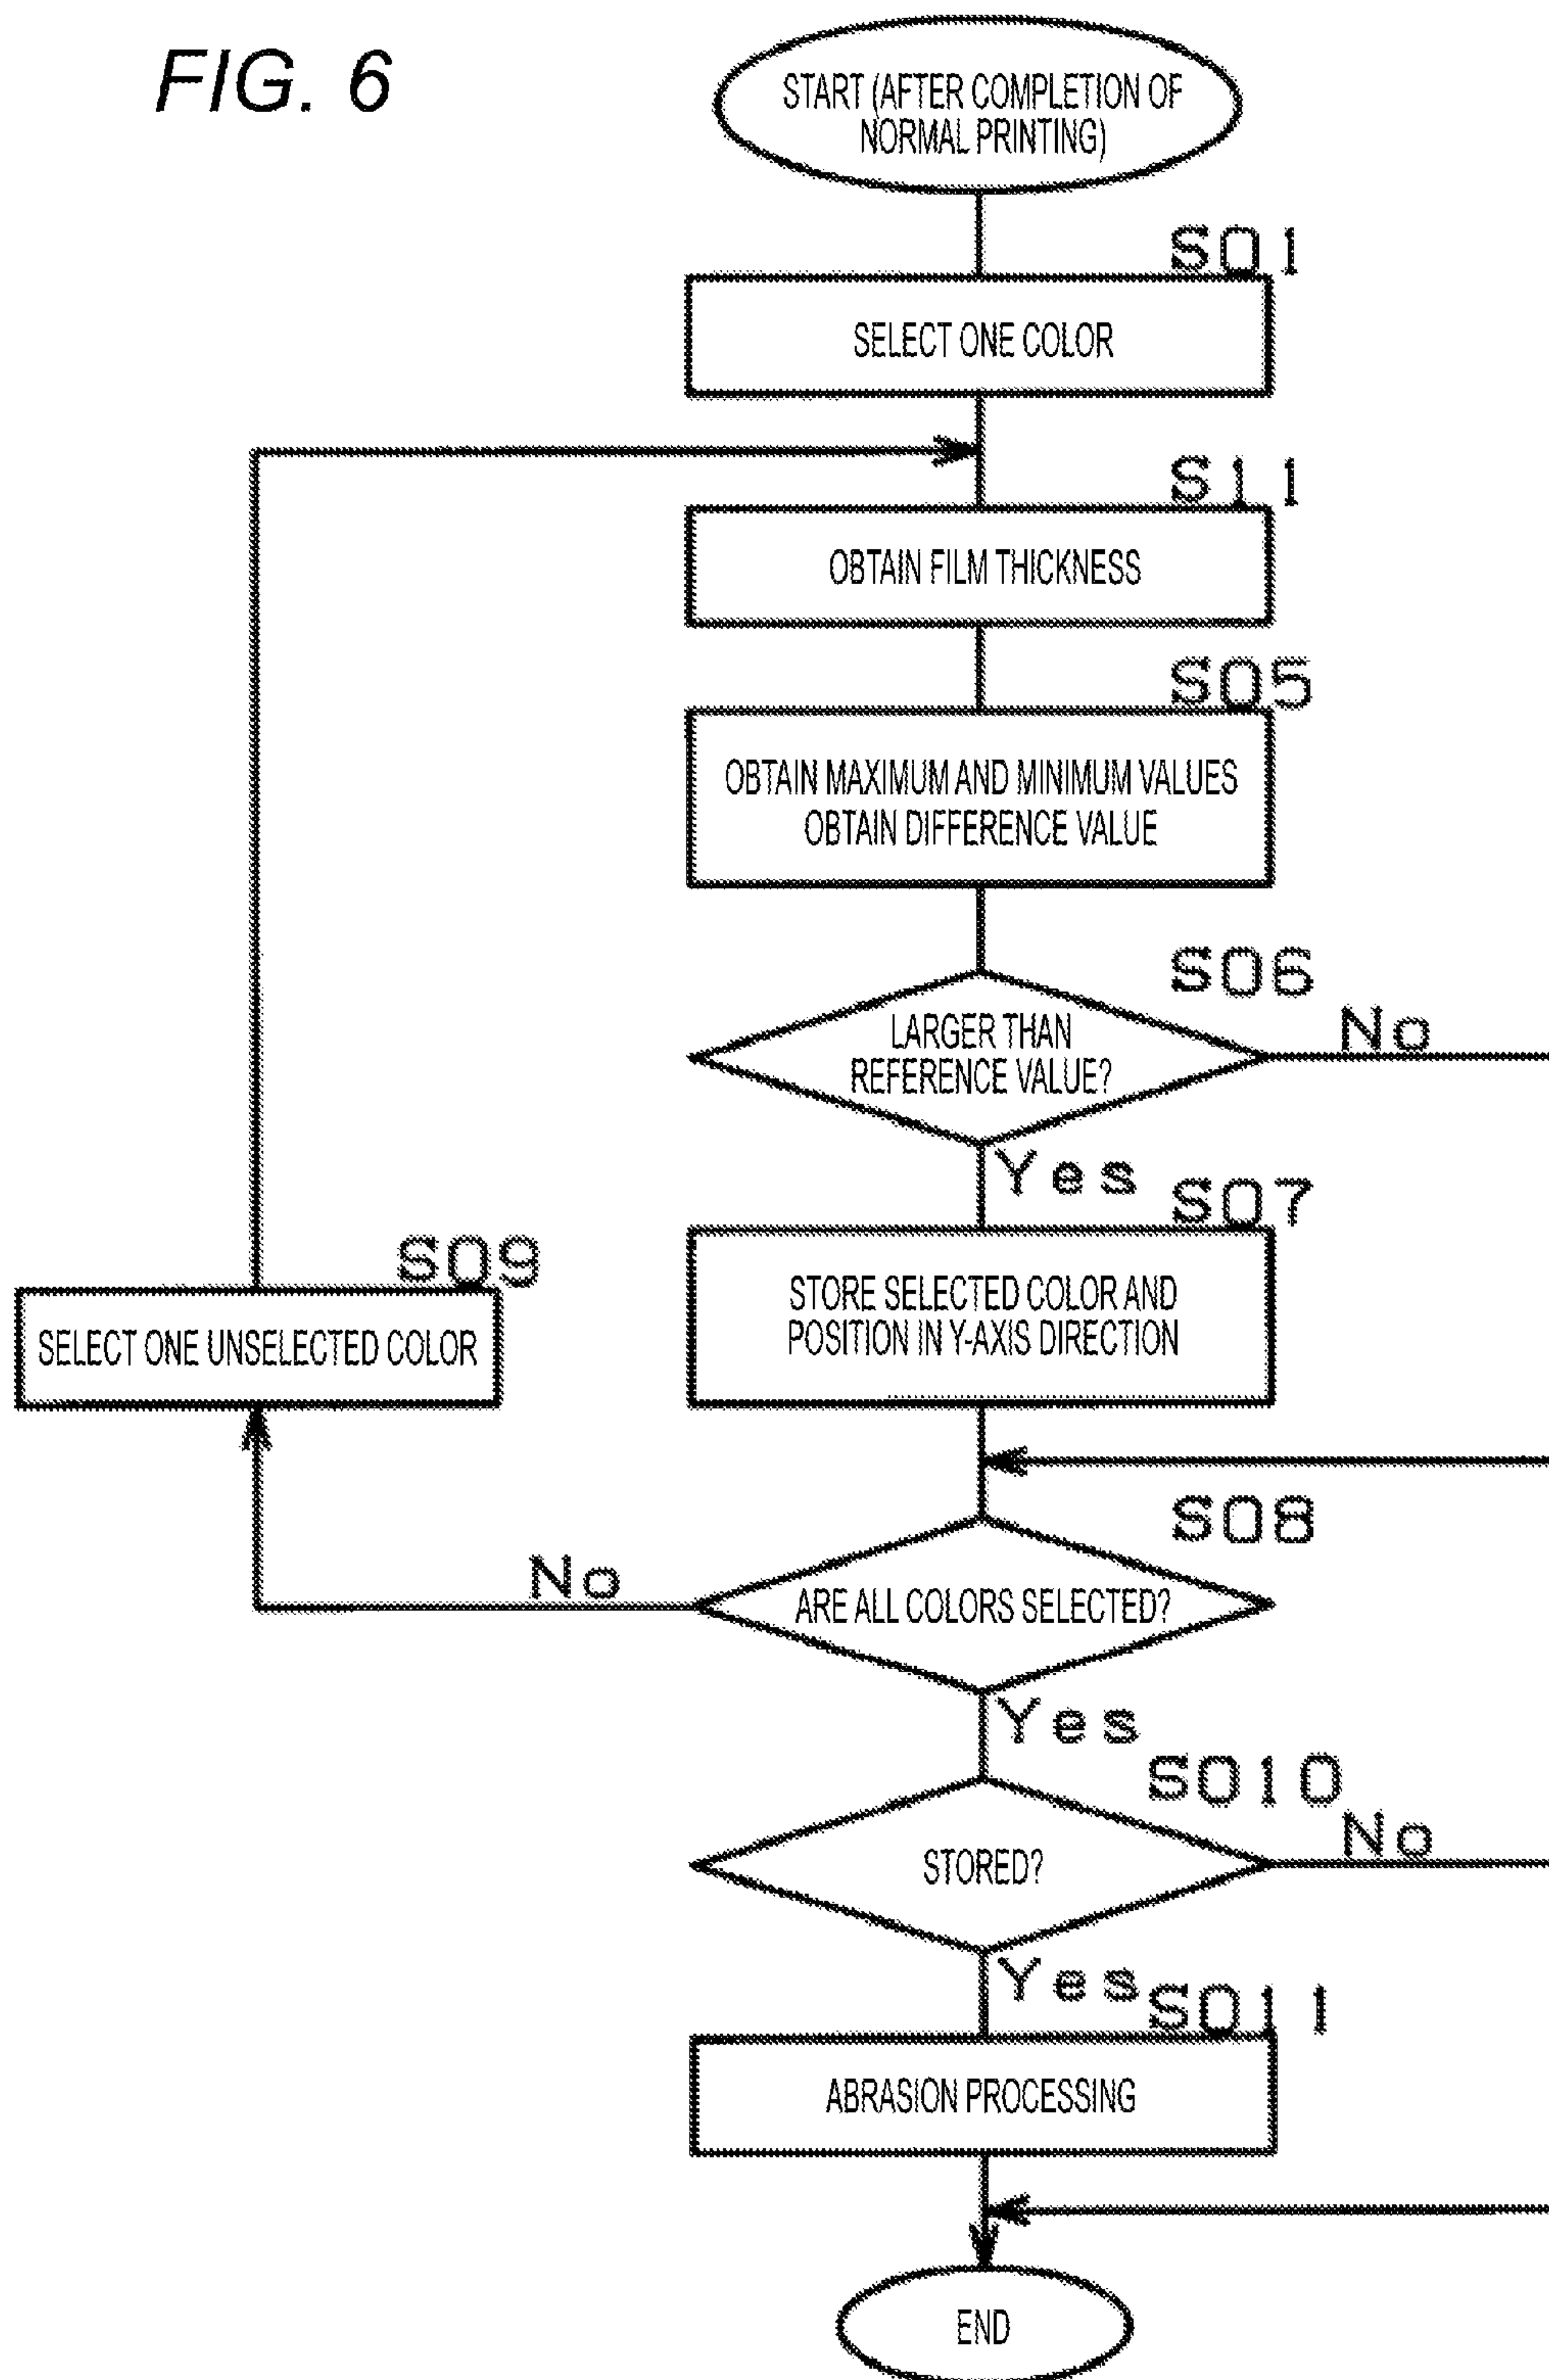 FIG. 6
START (AFTER COMPLETION OF
NORMAL PRINTING)
S01
SELECT ONE COLOR
S11
OBTAIN FILM THICKNESS
S05
OBTAIN MAXIMUM AND MINIMUM VALUES
OBTAIN DIFFERENCE VALUE
S06
LARGER THAN
REFERENCE VALUE?
No
Yes
S07
STORE SELECTED COLOR AND
POSITION IN Y-AXIS DIRECTION
S09
SELECT ONE UNSELECTED COLOR
S08
ARE ALL COLORS SELECTED?
No
Yes
S010
STORED?
No
Yes
S011
ABRASION PROCESSING
END